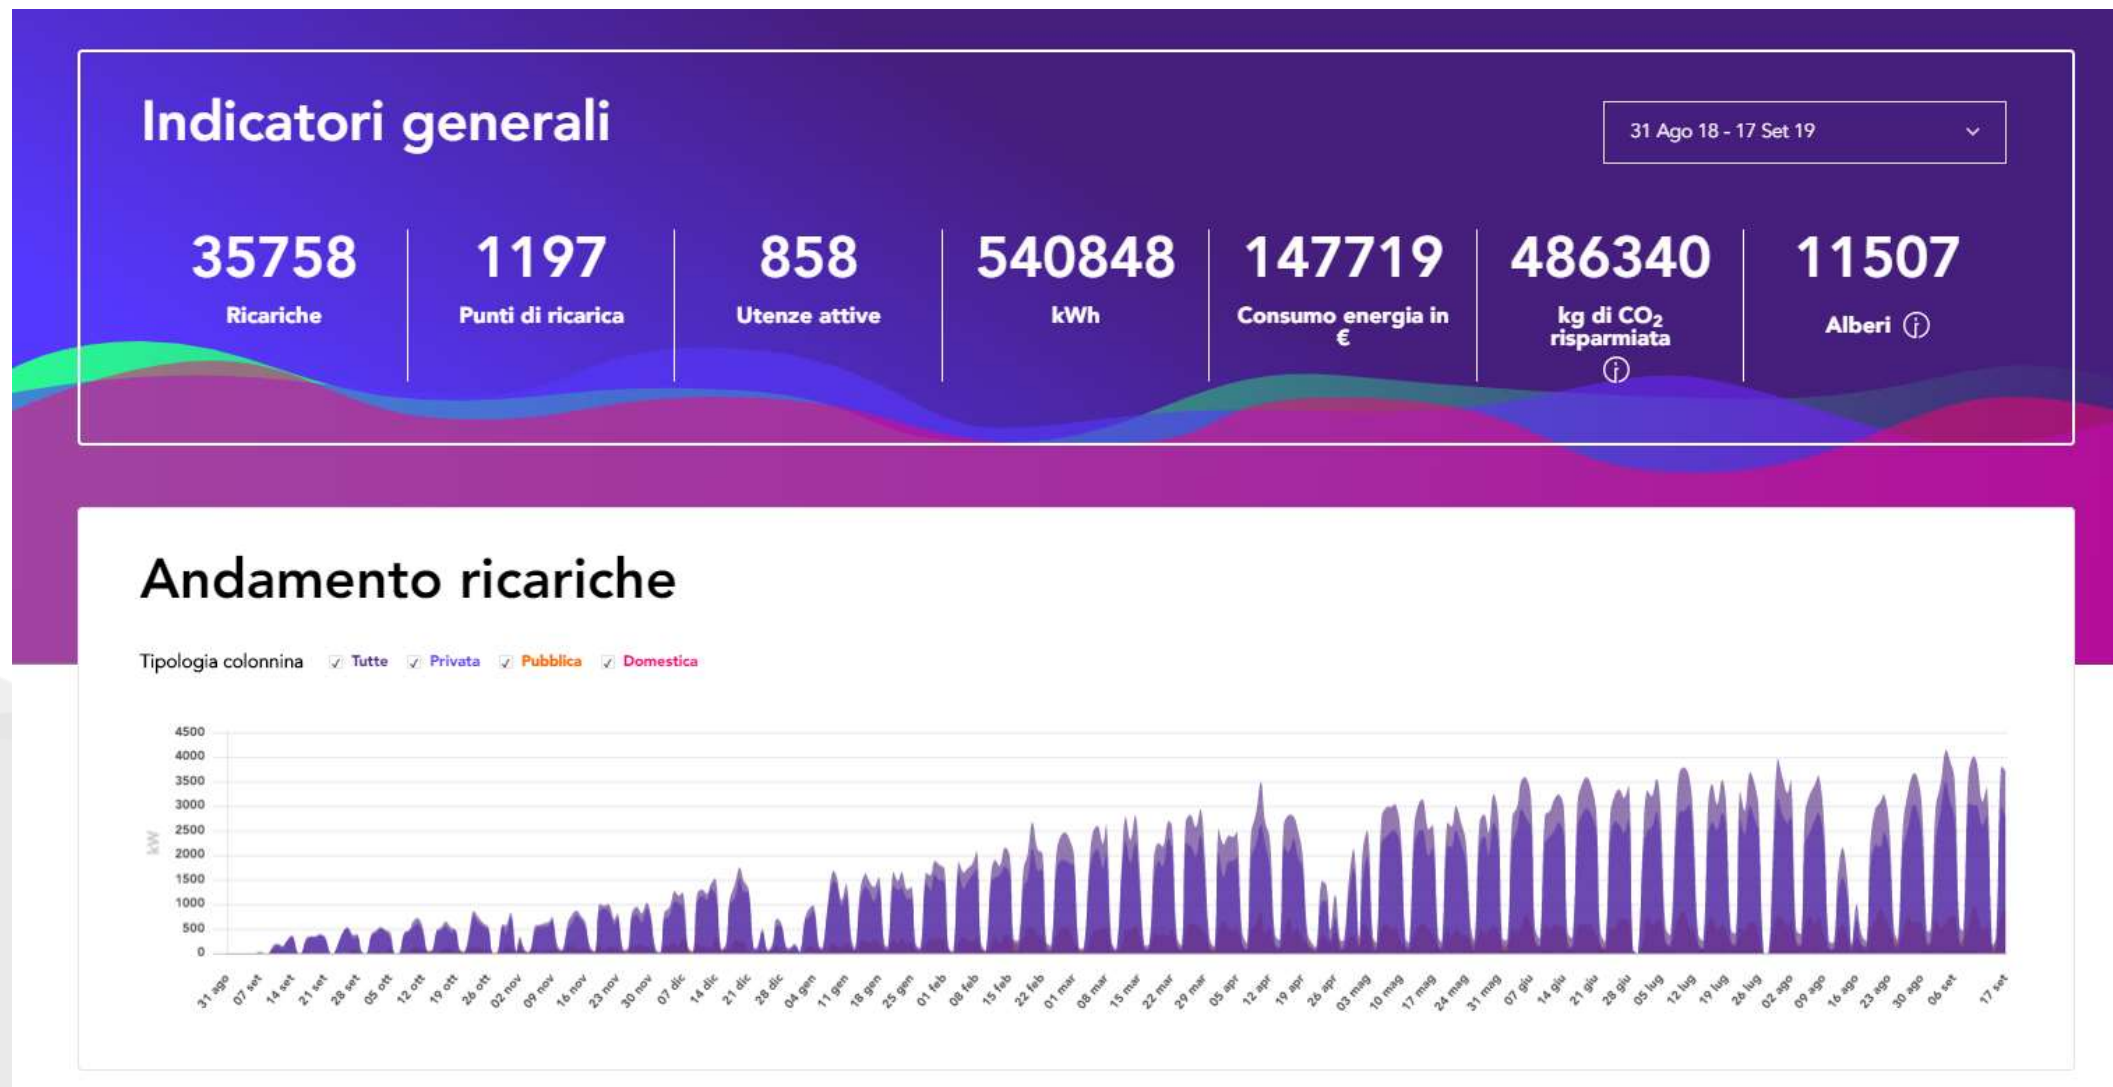 Indicatori generali
31 Ago 18 - 17 Set 19
35758
Ricariche
1197
Punti di ricarica
858
Utenze attive
540848
kWh
147719
Consumo energia in
€
486340
kg di CO₂
risparmiata
11507
Alberi
Andamento ricariche
Tipologia colonnina Tutte Privata Pubblica Domestica
4500
4000
3500
3000
2500
2000
1500
1000
500
0
kW
31 ago 07 set 14 set 21 set 28 set 05 ott 12 ott 19 ott 26 ott 02 nov 09 nov 16 nov 23 nov 30 nov 07 dic 14 dic 21 dic 28 dic 04 gen 11 gen 18 gen 25 gen 01 feb 08 feb 15 feb 22 feb 01 mar 08 mar 15 mar 22 mar 29 mar 05 apr 12 apr 19 apr 26 apr 03 mag 10 mag 17 mag 24 mag 31 mag 07 giu 14 giu 21 giu 28 giu 05 lug 12 lug 19 lug 26 lug 02 ago 09 ago 16 ago 23 ago 30 ago 06 set 17 set